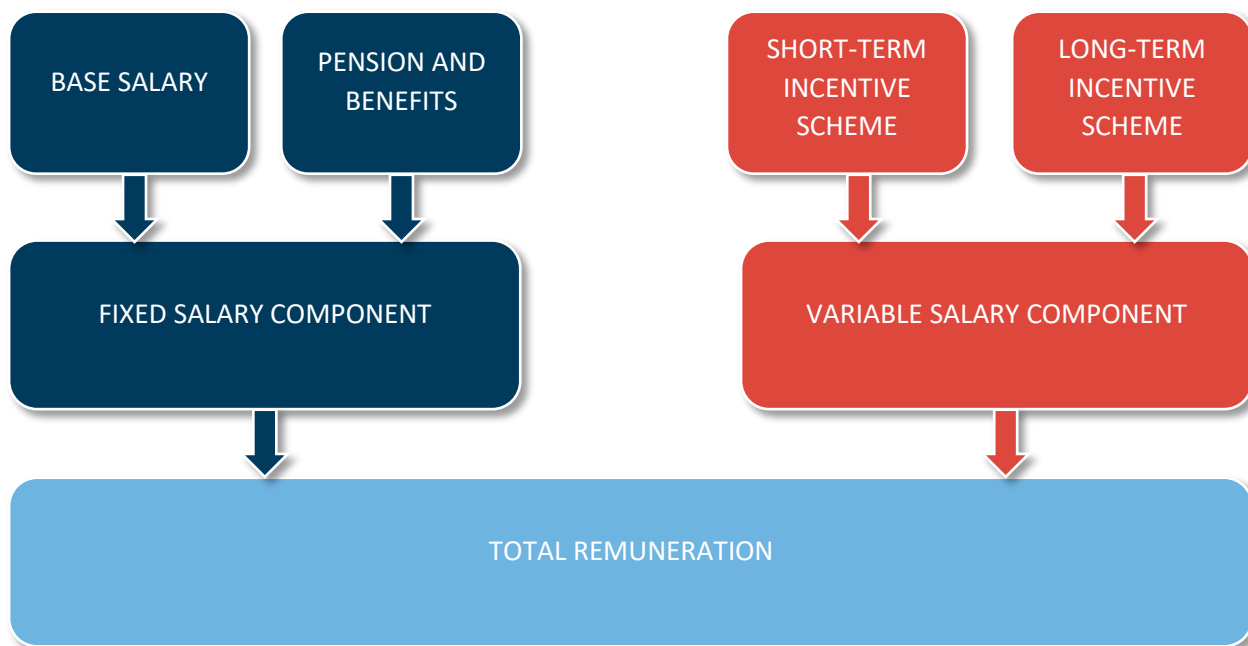 BASE SALARY
PENSION AND
BENEFITS
SHORT-TERM
INCENTIVE
SCHEME
LONG-TERM
INCENTIVE
SCHEME
FIXED SALARY COMPONENT
VARIABLE SALARY COMPONENT
TOTAL REMUNERATION